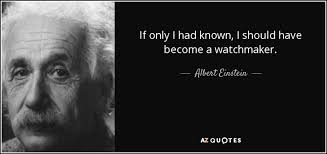 If only I had known, I should have
become a watchmaker.
Albert Einstein
AZ QUOTES